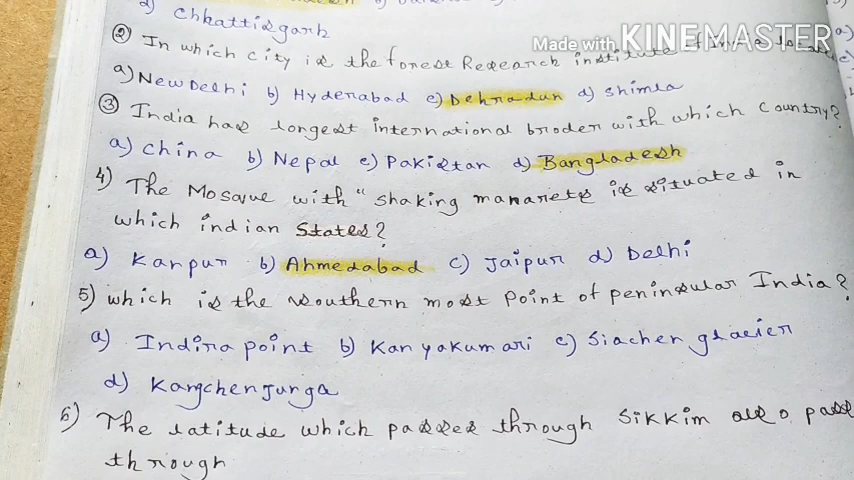 d) Chhattisgarh
Made with KINEMASTER
② In which city is the forest Research institute
a) New Delhi b) Hyderabad c) Dehradun d) Shimla
③ India has longest international broder with which Country?
a) China b) Nepal c) Pakistan d) Bangladesh
4) The Mosque with "shaking manarets is situated in
which indian States?
a) Kanpur b) Ahmedabad c) Jaipur d) Delhi
5) which is the southern most point of peninsular India?
a) Indira point b) Kanyakumari c) Siachen glacier
d) Kangchenjunga
6) The latitude which passes through Sikkim also pass
through